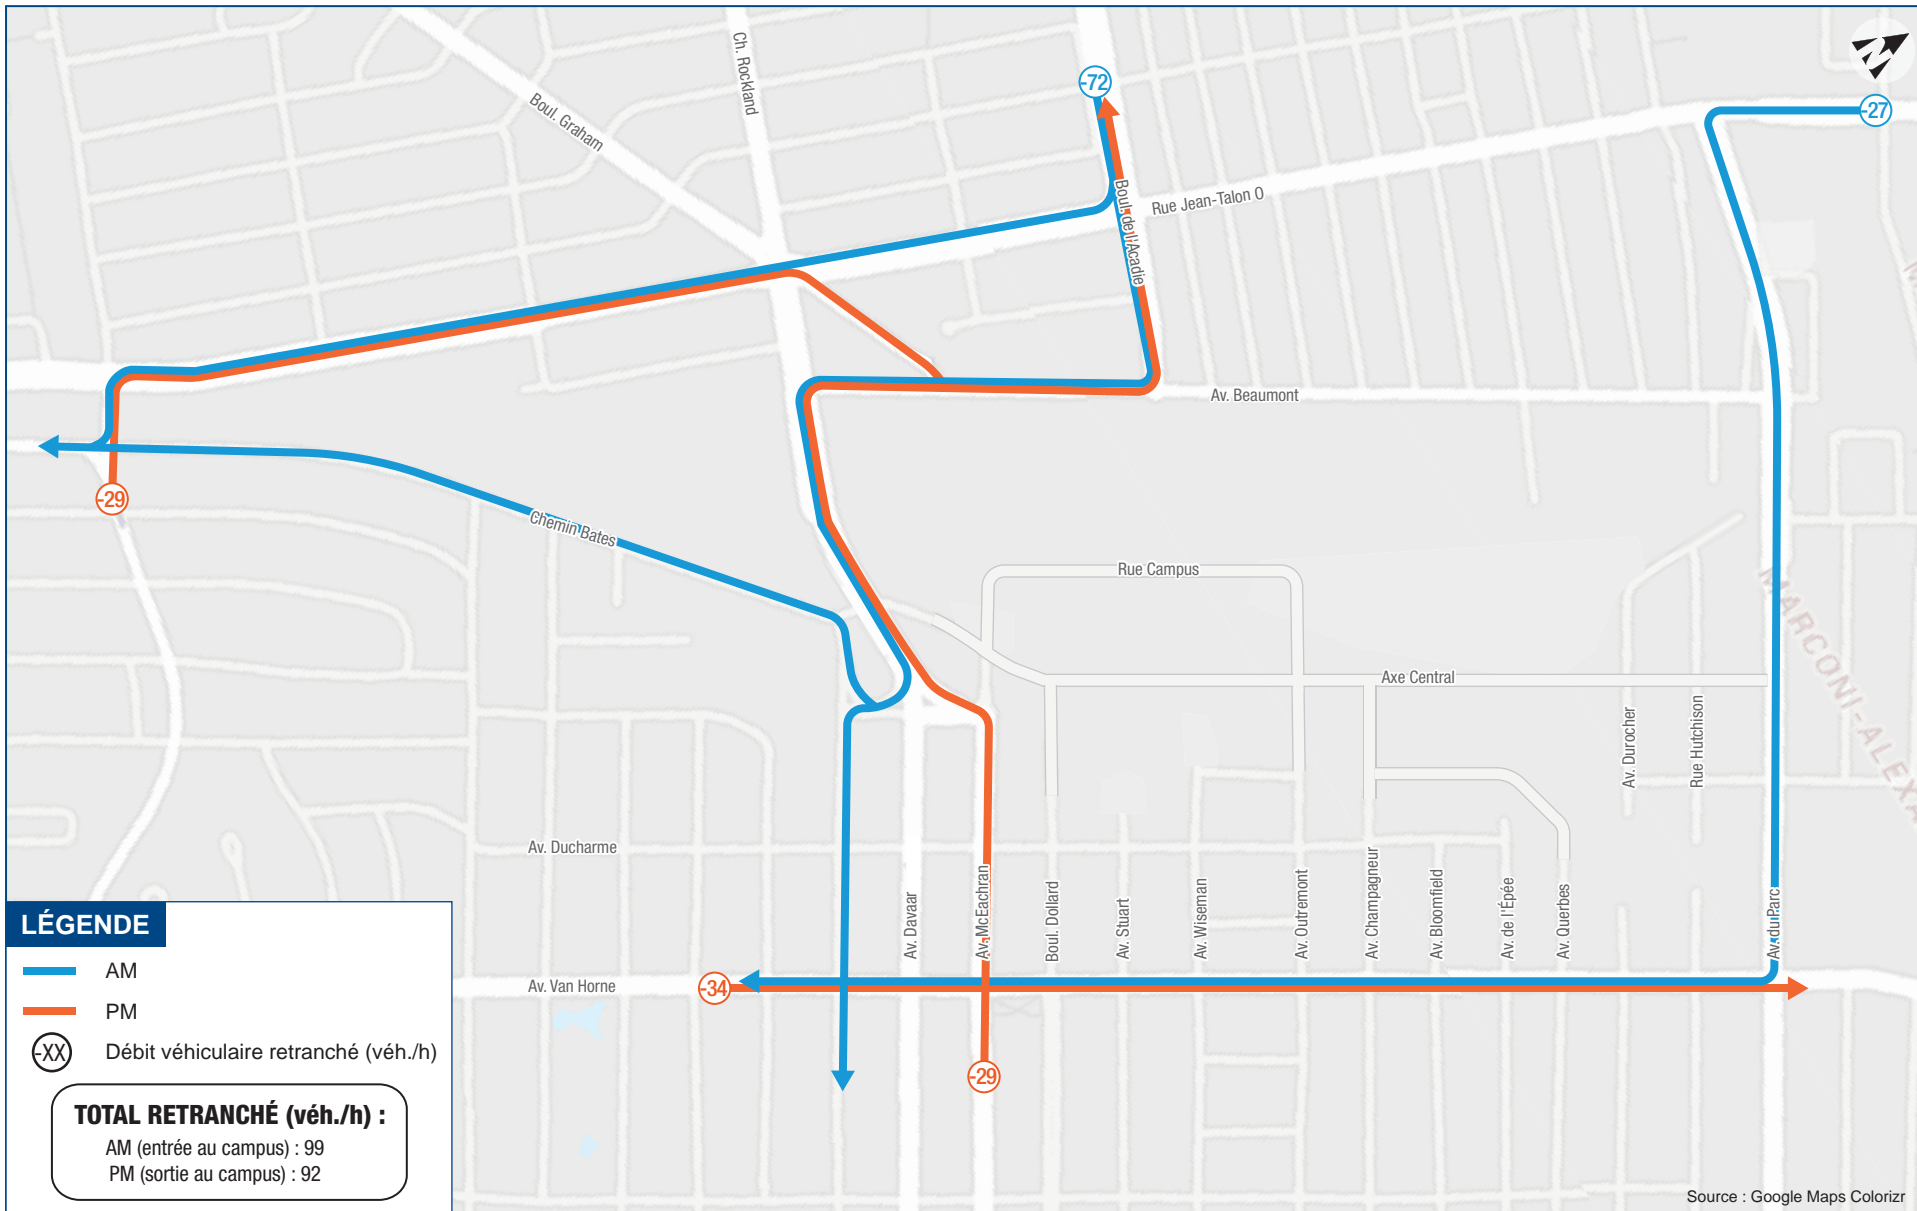 Ch. Rockland
Boul. Graham
-72
-27
Boul. de l'Acadie
Rue Jean-Talon O
Av. Beaumont
-29
Chemin Bates
Rue Campus
Axe Central
MARCONI-ALEXA
Av. Durocher
Rue Hutchison
Av. Ducharme
Av. Davaar
Av. McEachran
Boul. Dollard
Av. Stuart
Av. Wiseman
Av. Outremont
Av. Champagneur
Av. Bloomfield
Av. de l'Épée
Av. Querbes
Av. du Parc
Av. Van Horne
-34
-29
LÉGENDE
AM
PM
-XX Débit véhiculaire retranché (véh./h)
TOTAL RETRANCHÉ (véh./h) :
AM (entrée au campus) : 99
PM (sortie au campus) : 92
Source : Google Maps Colorizr